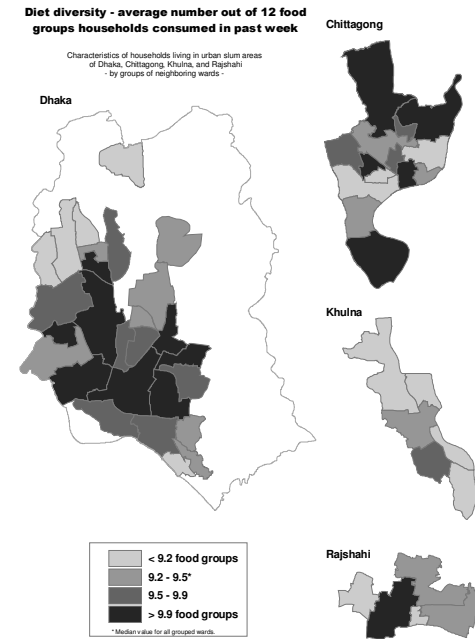 Diet diversity - average number out of 12 food
groups households consumed in past week
Characteristics of households living in urban slum areas
of Dhaka, Chittagong, Khulna, and Rajshahi
- by groups of neighboring wards -
Chittagong
Dhaka
Khulna
Rajshahi
< 9.2 food groups
9.2 - 9.5*
9.5 - 9.9
> 9.9 food groups
* Median value for all grouped wards.